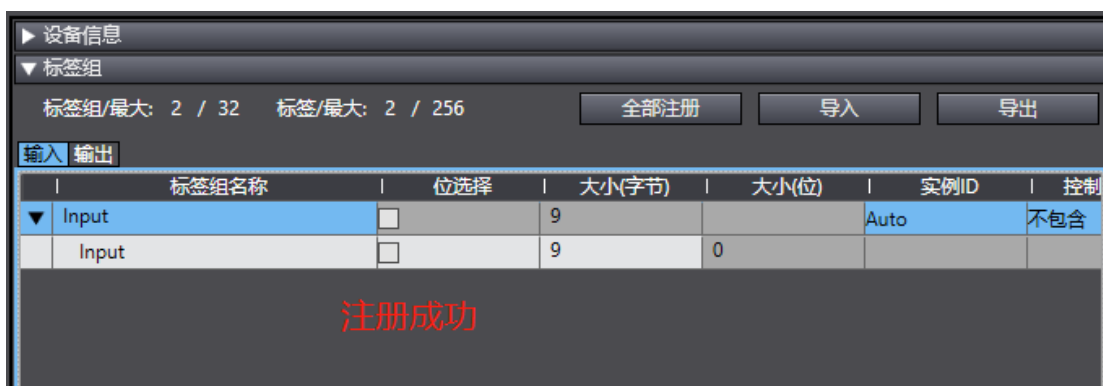 设备信息
标签组
标签组/最大: 2 / 32 标签/最大: 2 / 256 全部注册 导入 导出
输入 输出
标签组名称 位选择 大小(字节) 大小(位) 实例ID 控制
Input 9 Auto 不包含
Input 9 0
注册成功